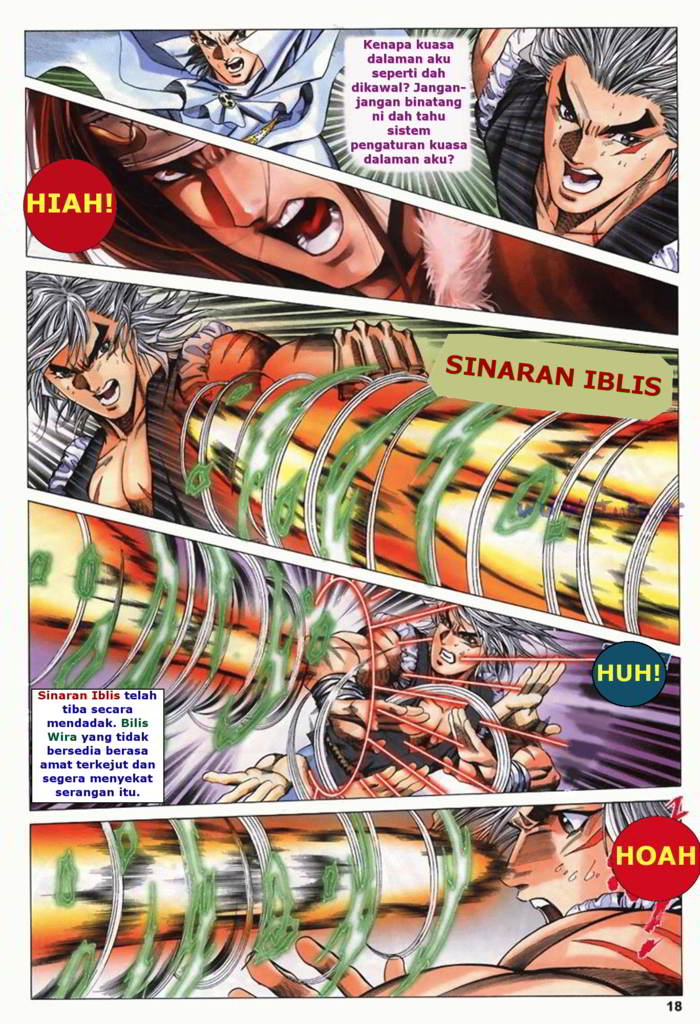 Kenapa kuasa
dalaman aku
seperti dah
dikawal? Jangan-
jangan binatang
ni dah tahu
sistem
pengaturan kuasa
dalaman aku?
HIAH!
SINARAN IBLIS
HUH!
Sinaran Iblis telah
tiba secara
mendadak. Bilis
Wira yang tidak
bersedia berasa
amat terkejut dan
segera menyekat
serangan itu.
HOAH
18